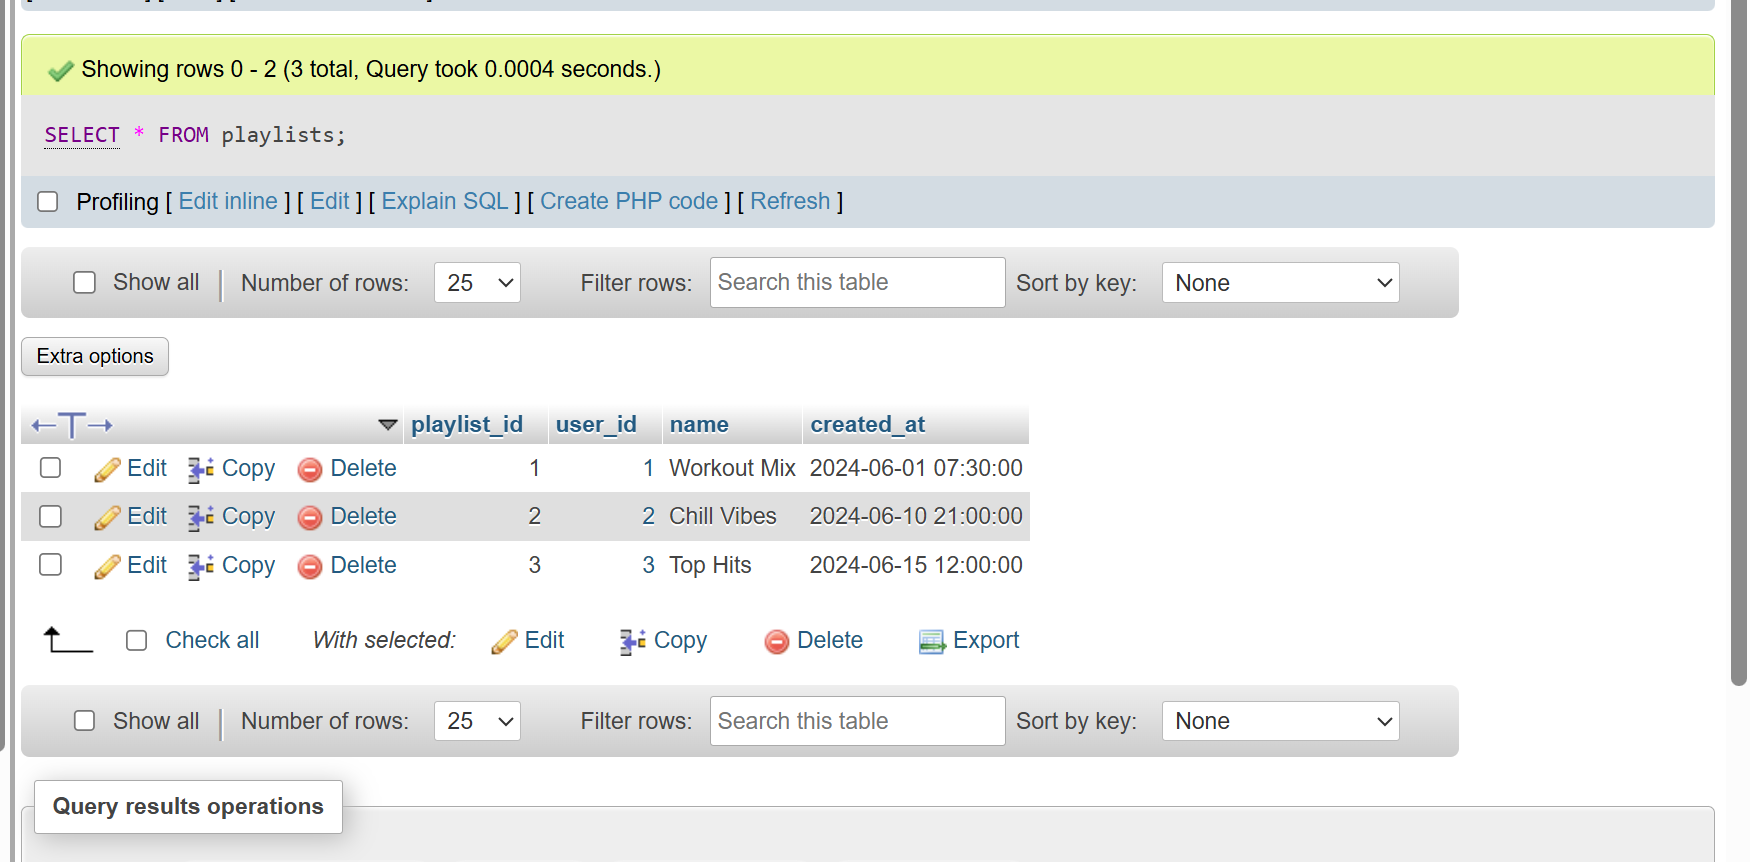 Showing rows 0 - 2 (3 total, Query took 0.0004 seconds.)
SELECT * FROM playlists;
Profiling [ Edit inline ] [ Edit ] [ Explain SQL ] [ Create PHP code ] [ Refresh ]
Show all Number of rows: 25 Filter rows: Search this table Sort by key: None
Extra options
playlist_id user_id name created_at
Edit Copy Delete 1 1 Workout Mix 2024-06-01 07:30:00
Edit Copy Delete 2 2 Chill Vibes 2024-06-10 21:00:00
Edit Copy Delete 3 3 Top Hits 2024-06-15 12:00:00
Check all With selected: Edit Copy Delete Export
Show all Number of rows: 25 Filter rows: Search this table Sort by key: None
Query results operations